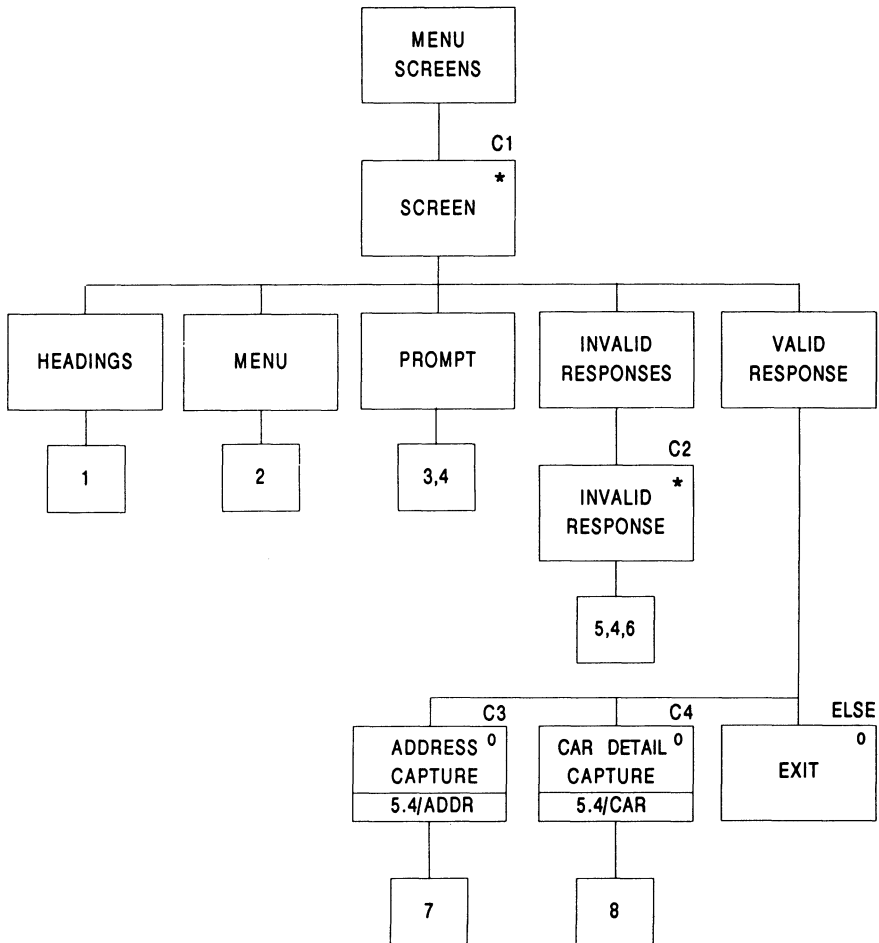 MENU
SCREENS
C1
*
SCREEN
HEADINGS
MENU
PROMPT
INVALID
RESPONSES
VALID
RESPONSE
1
2
3,4
C2
*
INVALID
RESPONSE
5,4,6
C3
ADDRESS 0
CAPTURE
5.4/ADDR
C4
CAR DETAIL 0
CAPTURE
5.4/CAR
ELSE
0
EXIT
7
8